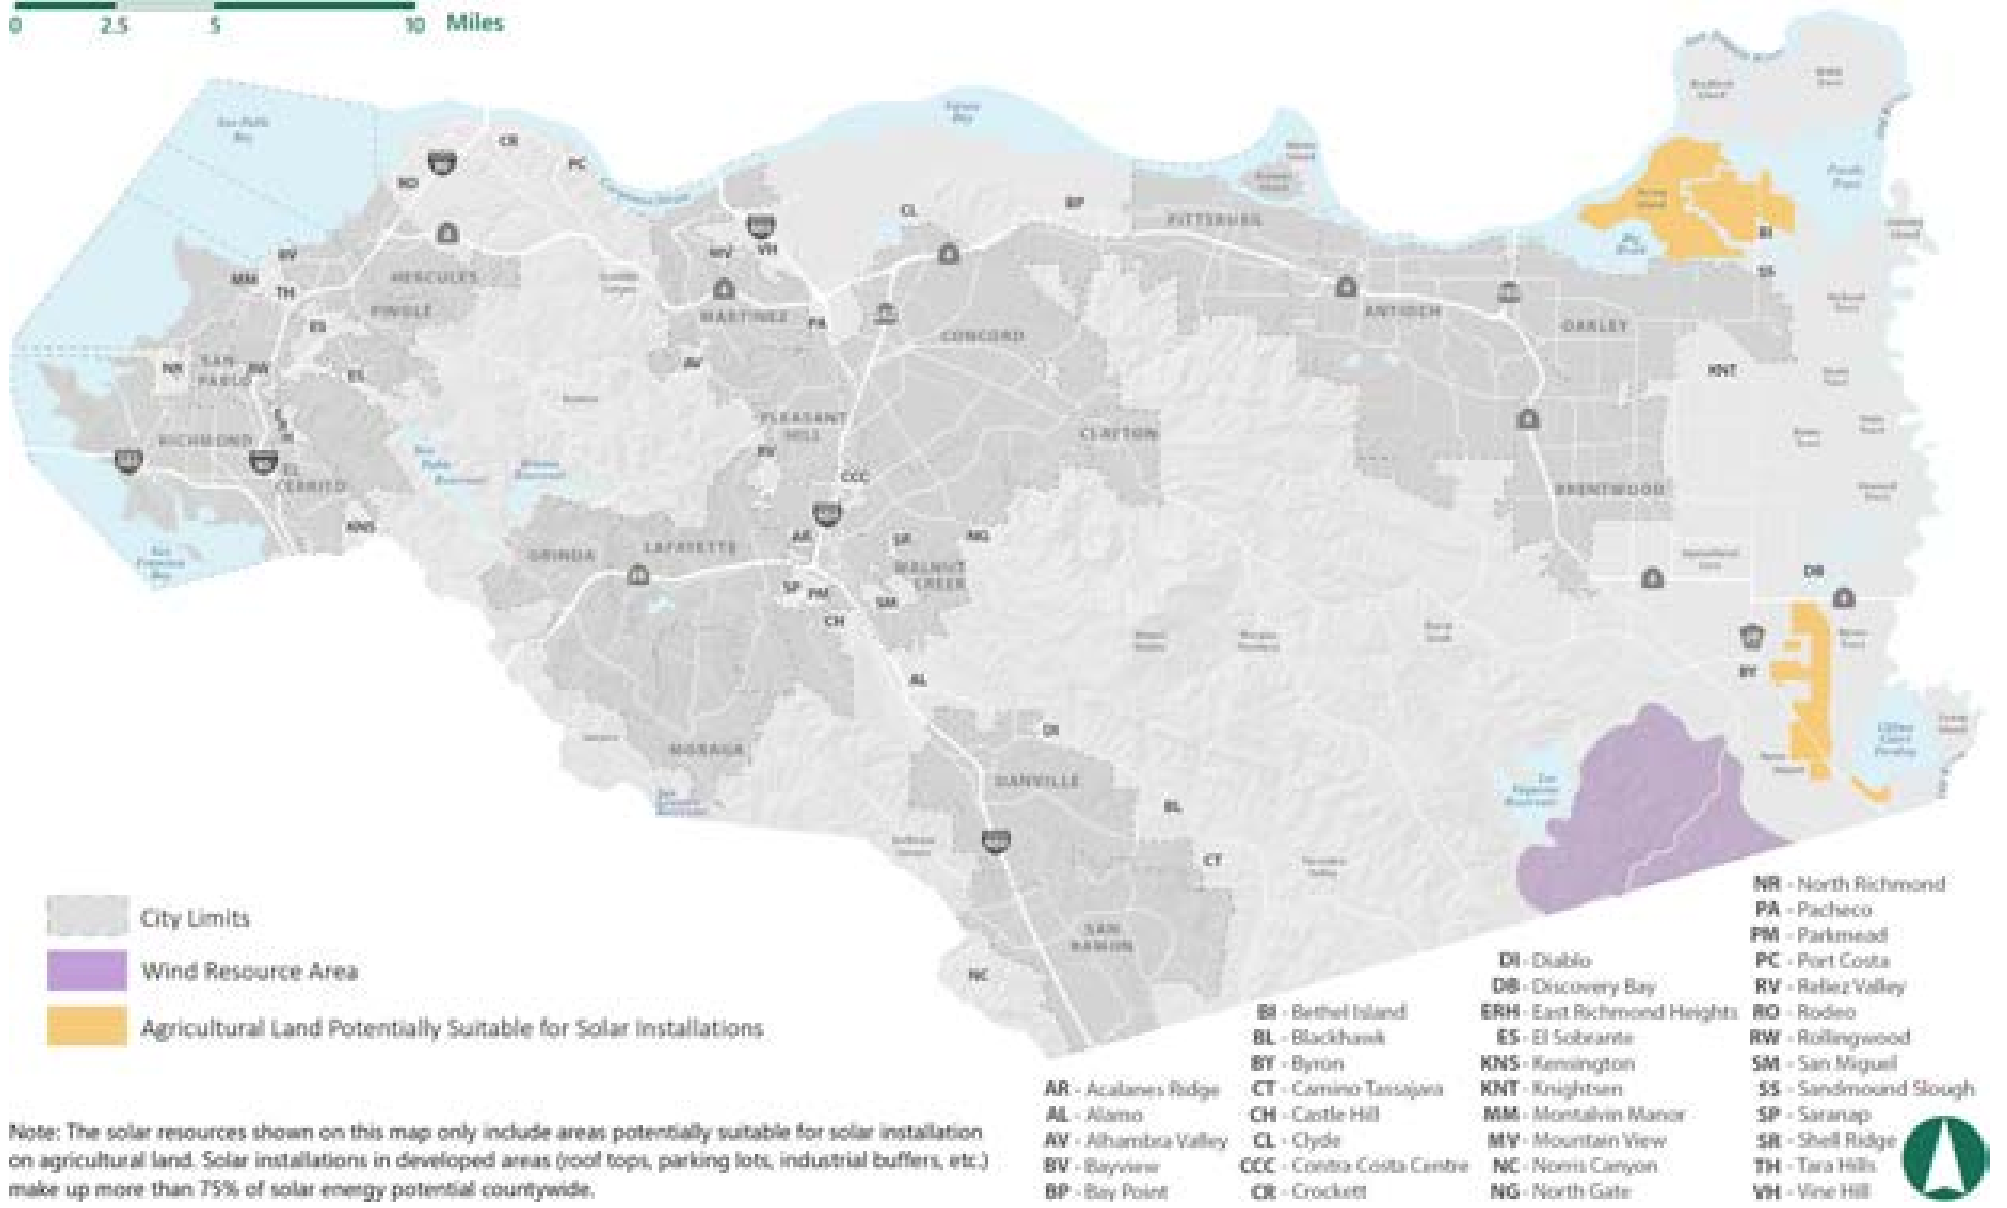 0 2.5 5 10 Miles
San Pablo
Bay
CR
PC
RO
CL
BP
PITTSBURG
BI
SS
MV
VH
BV
MM
TH
HERCULES
PINOLE
ES
MARTINEZ
PA
CONCORD
ANTIOCH
OAKLEY
KNT
NR
SAN
PABLO
RW
ES
AV
PLEASANT
HILL
CLAYTON
RICHMOND
EL
CERRITO
RV
CCC
BRENTWOOD
KNS
AR
SR
NG
ORINDA
LAFAYETTE
WALNUT
CREEK
SP
PM
SM
CH
DB
BY
AL
DI
MORAGA
DANVILLE
BL
CT
SAN
RAMON
NC
City Limits
Wind Resource Area
Agricultural Land Potentially Suitable for Solar Installations
Note: The solar resources shown on this map only include areas potentially suitable for solar installation
on agricultural land. Solar installations in developed areas (roof tops, parking lots, industrial buffers, etc.)
make up more than 75% of solar energy potential countywide.
AR - Acalanes Ridge
AL - Alamo
AV - Alhambra Valley
BV - Bayview
BP - Bay Point
BI - Bethel Island
BL - Blackhawk
BY - Byron
CT - Camino Tassajara
CH - Castle Hill
CL - Clyde
CCC - Contra Costa Centre
CR - Crockett
DI - Diablo
DB - Discovery Bay
ERH - East Richmond Heights
ES - El Sobrante
KNS - Kensington
KNT - Knightsen
MM - Montalvin Manor
MV - Mountain View
NC - Norris Canyon
NG - North Gate
NR - North Richmond
PA - Pacheco
PM - Parkmead
PC - Port Costa
RV - Reliez Valley
RO - Rodeo
RW - Rollingwood
SM - San Miguel
SS - Sandmound Slough
SP - Saranap
SR - Shell Ridge
TH - Tara Hills
VH - Vine Hill